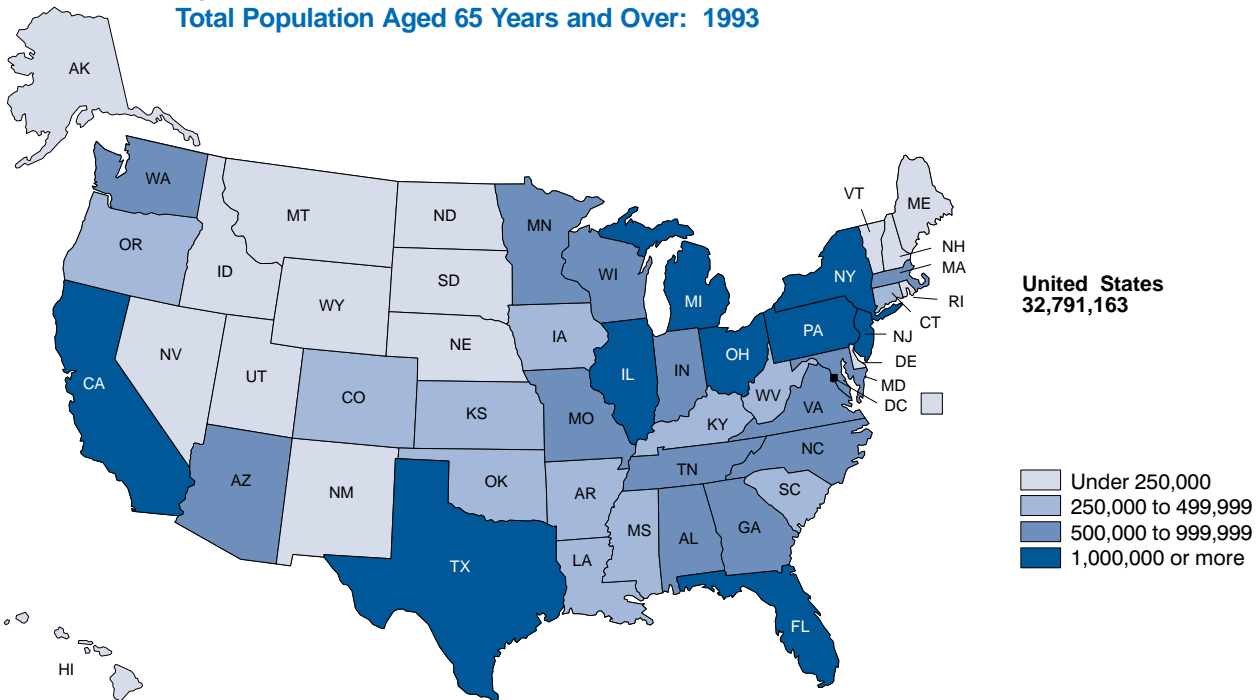 Total Population Aged 65 Years and Over: 1993
AK
WA
MT
ND
MN
VT
ME
OR
ID
SD
WI
NY
NH
MA
WY
MI
RI
United States
32,791,163
CT
NV
NE
IA
PA
NJ
UT
IL
IN
OH
DE
CA
CO
MD
KS
MO
WV
VA
DC
KY
AZ
NM
OK
TN
NC
AR
SC
Under 250,000
250,000 to 499,999
MS
AL
GA
500,000 to 999,999
TX
LA
1,000,000 or more
FL
HI